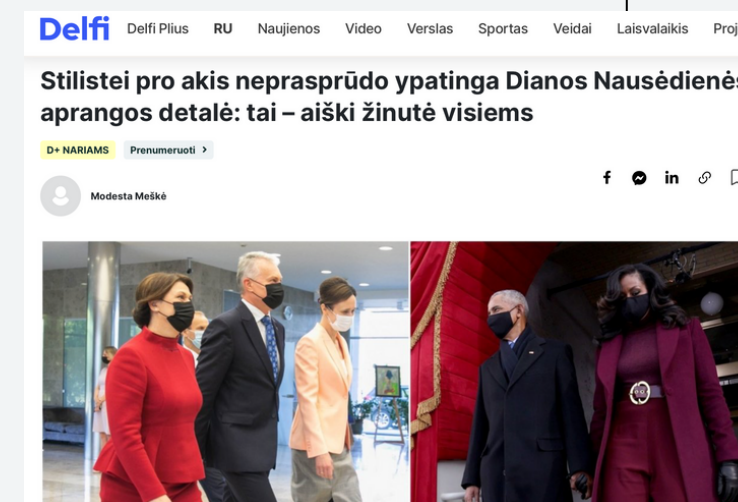 Delfi Delfi Plius RU Naujienos Video Verslas Sportas Veidai Laisvalaikis Proj
Stilistei pro akis neprasprūdo ypatinga Dianos Nausėdienės
aprangos detalė: tai – aiški žinutė visiems
D+ NARIAMS Prenumeruoti
Modesta Meškė